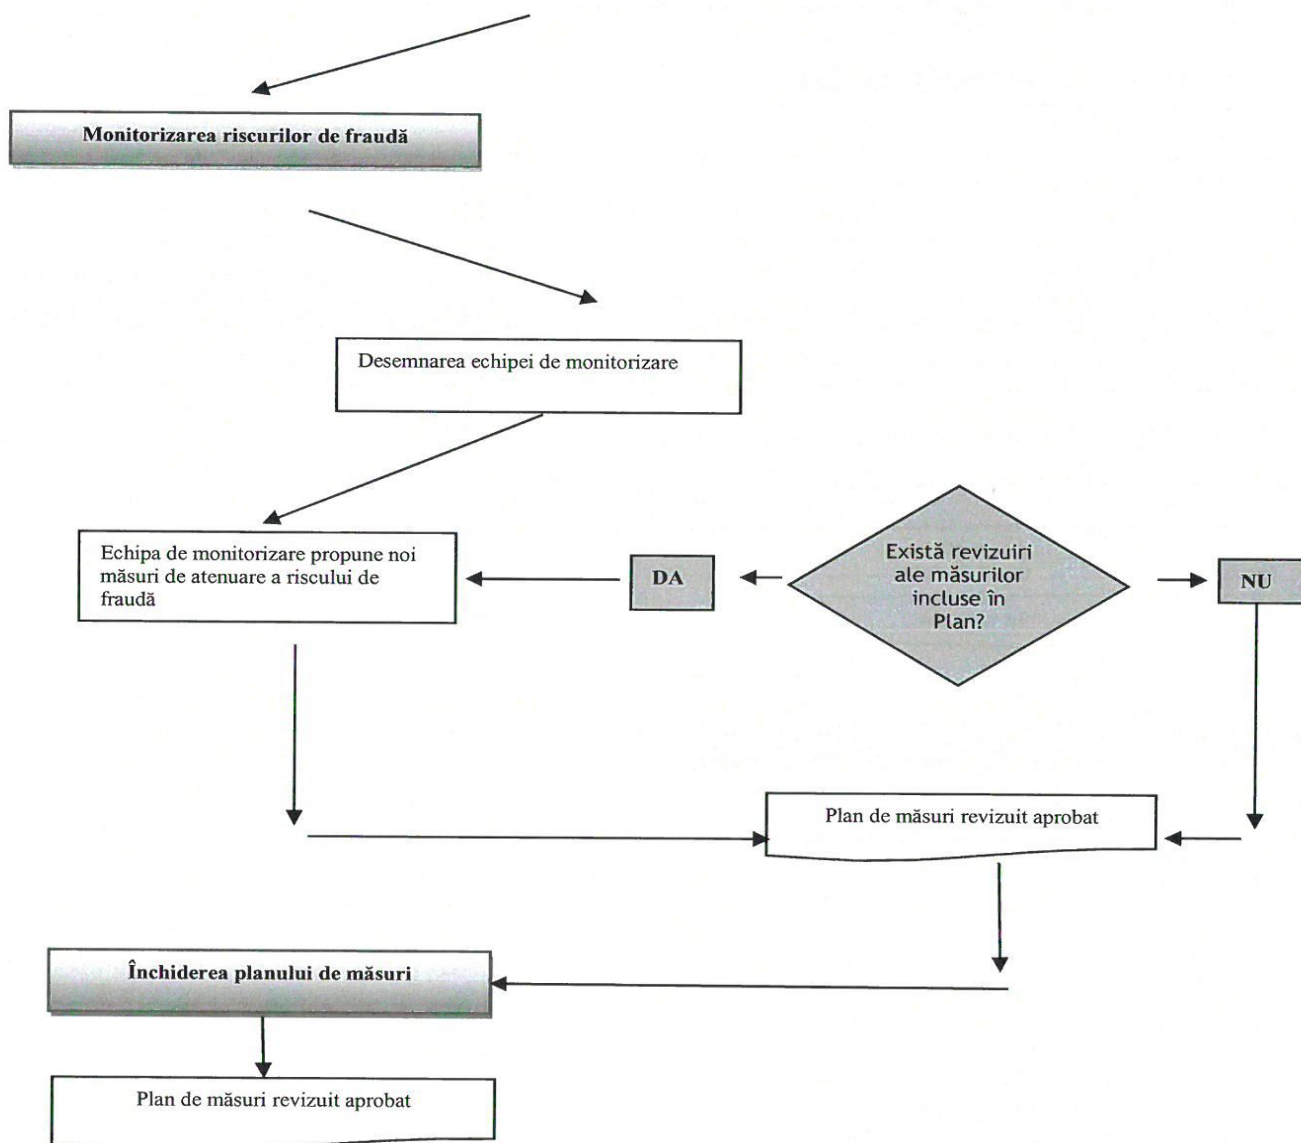 Monitorizarea riscurilor de fraudă
Desemnarea echipei de monitorizare
Echipa de monitorizare propune noi
măsuri de atenuare a riscului de
fraudă
DA
Există revizuiri
ale măsurilor
incluse în
Plan?
NU
Plan de măsuri revizuit aprobat
Închiderea planului de măsuri
Plan de măsuri revizuit aprobat